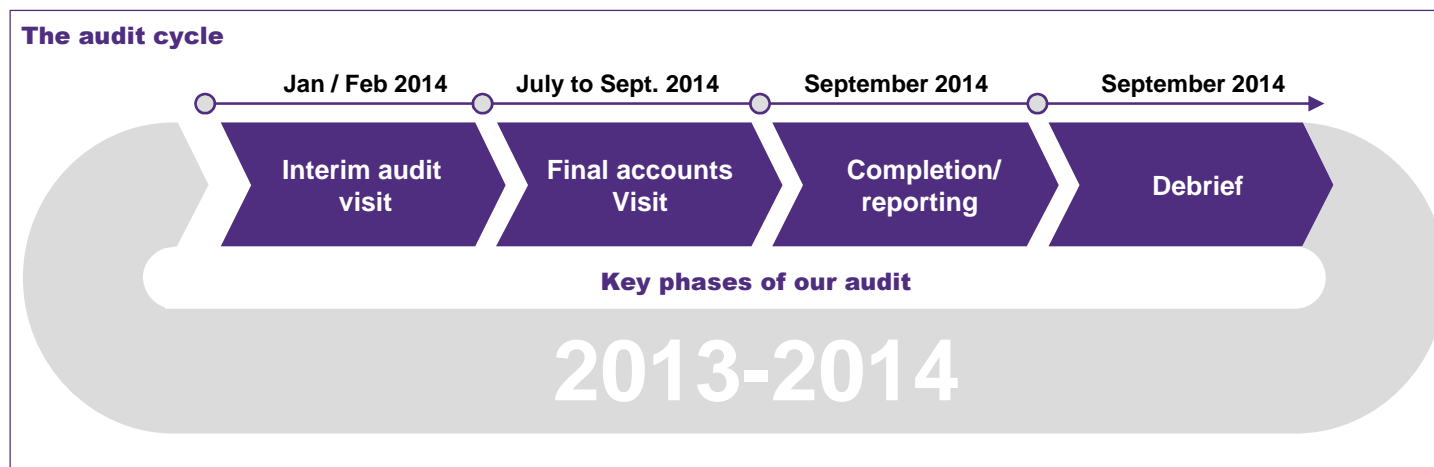 The audit cycle
Jan / Feb 2014
July to Sept. 2014
September 2014
September 2014
Interim audit
visit
Final accounts
Visit
Completion/
reporting
Debrief
Key phases of our audit
2013-2014